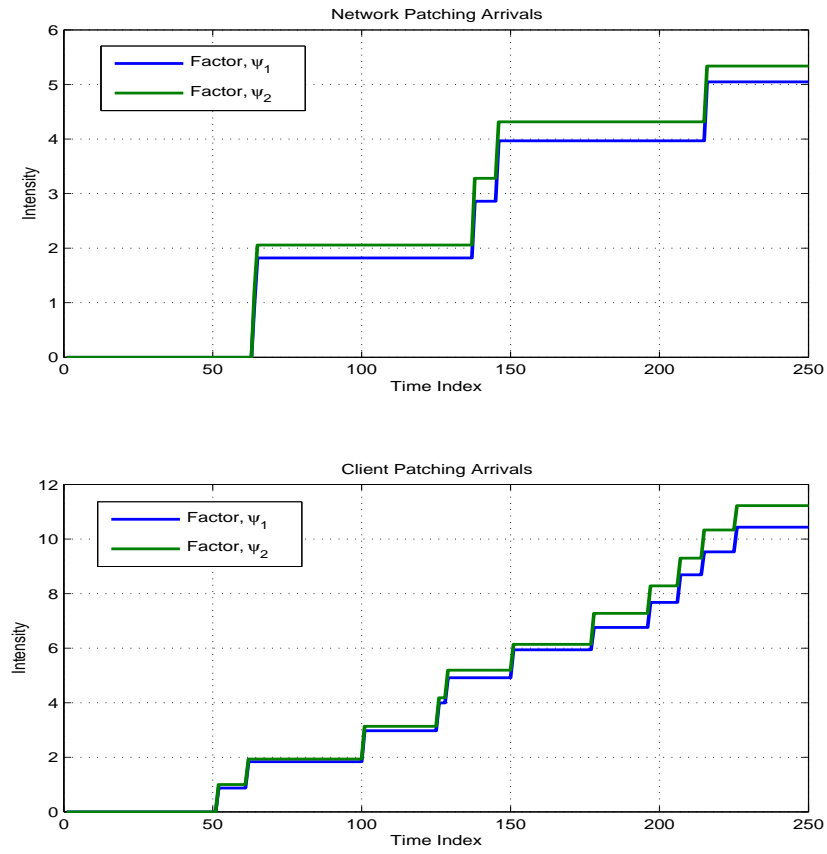 Network Patching Arrivals
Factor, ψ1
Factor, ψ2
6
5
4
3
2
1
0
Intensity
0 50 100 150 200 250
Time Index
Client Patching Arrivals
Factor, ψ1
Factor, ψ2
12
10
8
6
4
2
0
Intensity
0 50 100 150 200 250
Time Index